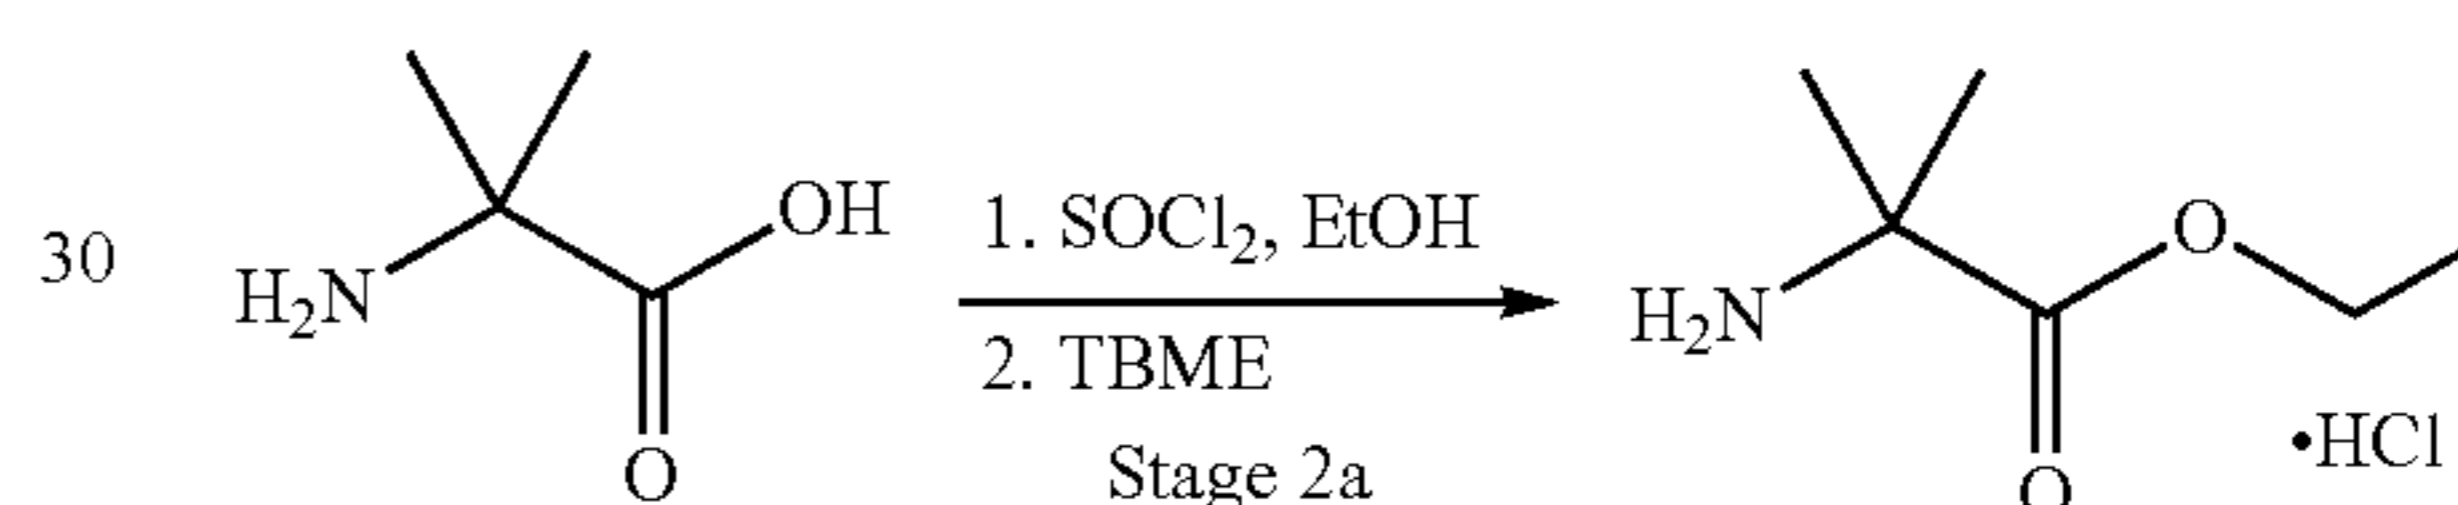 30
H₂N
OH
O
1. SOCl₂, EtOH
2. TBME
Stage 2a
H₂N
O
O
•HCl